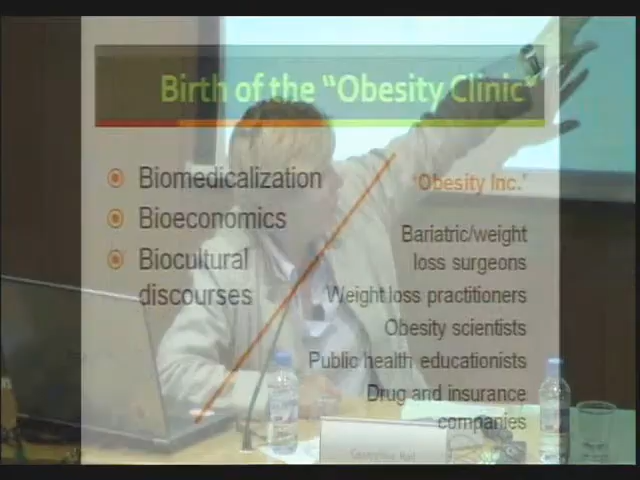 Birth of the “Obesity Clinic”
Biomedicalization
Bioeconomics
Biocultural
discourses
‘Obesity Inc.’
Bariatric/weight
loss surgeons
Weight loss practitioners
Obesity scientists
Public health educationists
Drug and insurance
companies